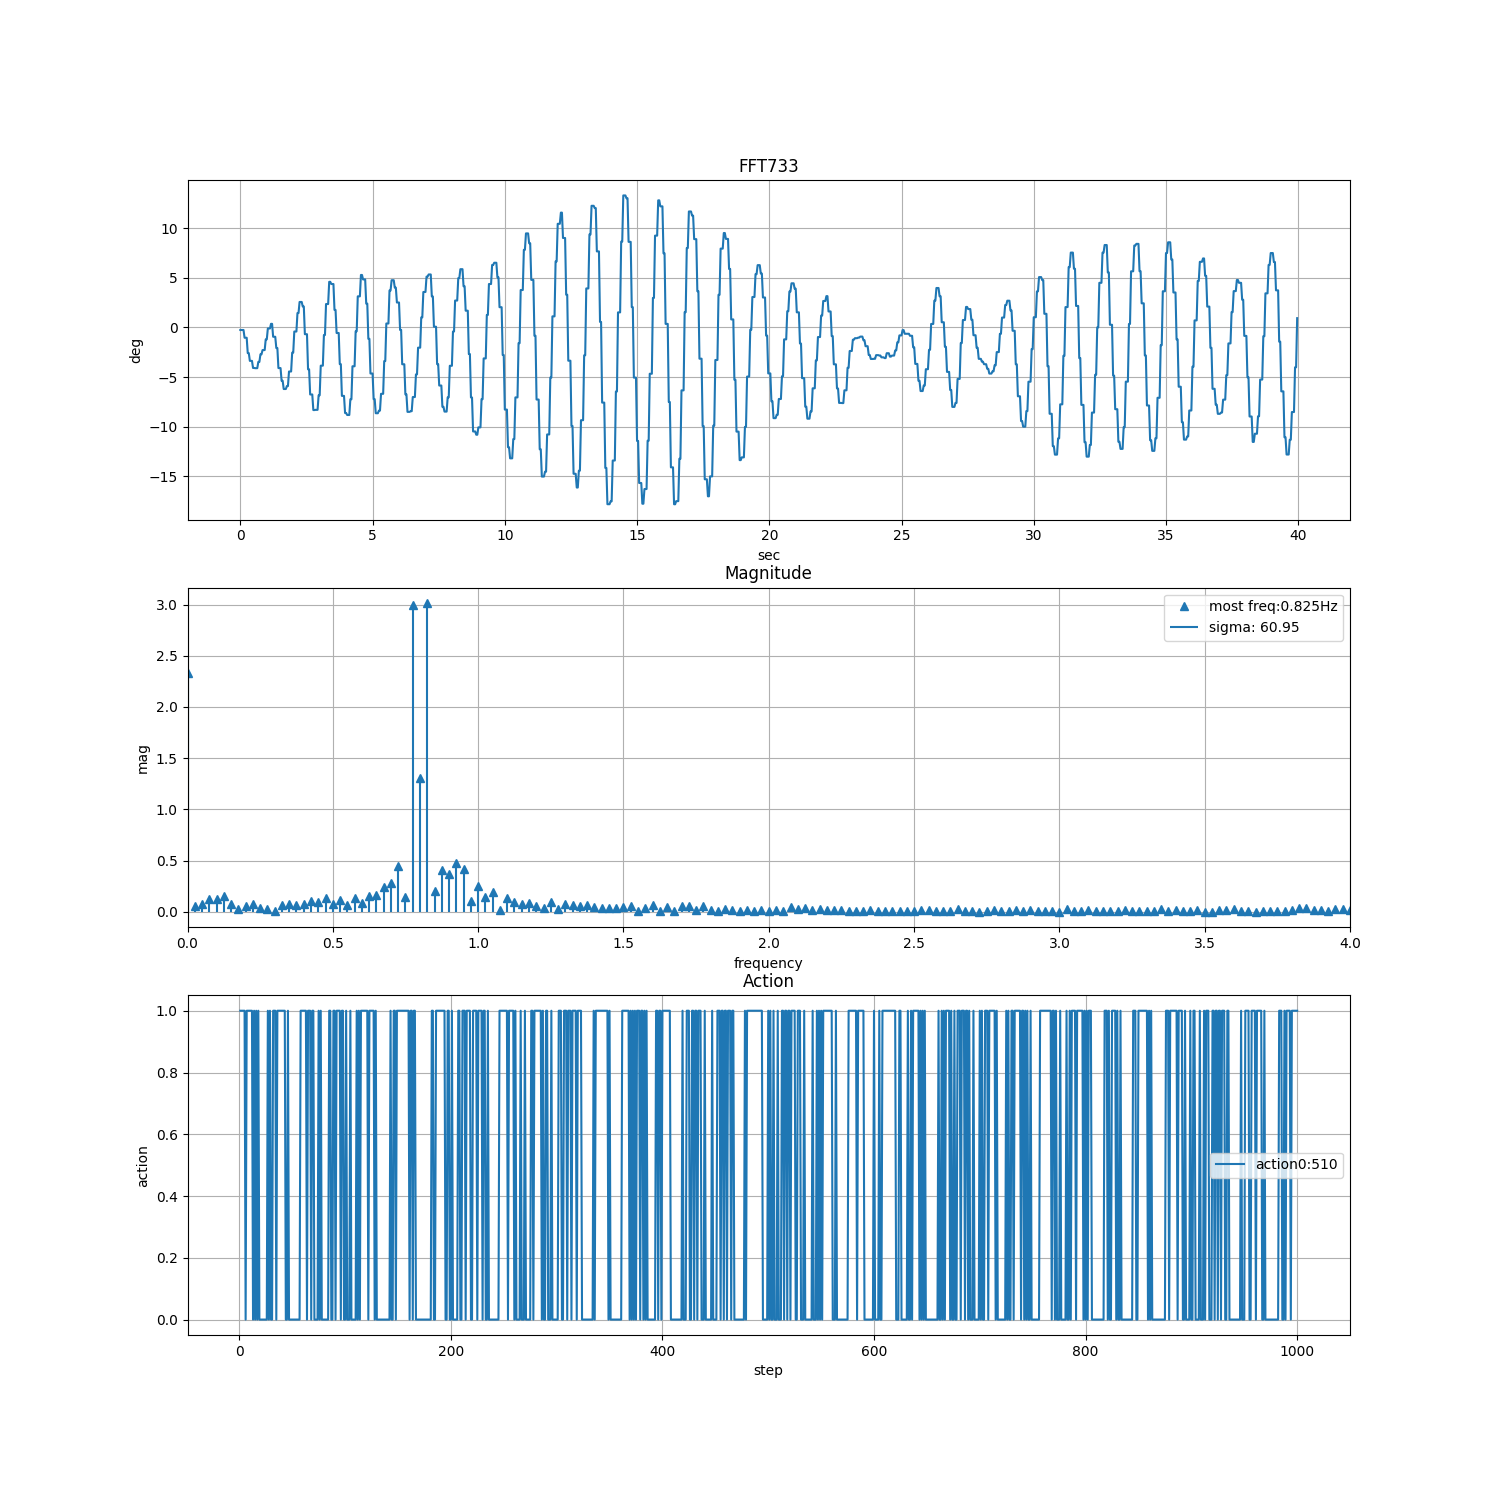 FFT733
10
5
0
−5
−10
−15
deg
0 5 10 15 20 25 30 35 40
sec
Magnitude
3.0
2.5
2.0
1.5
1.0
0.5
0.0
mag
most freq:0.825Hz
sigma: 60.95
0.0 0.5 1.0 1.5 2.0 2.5 3.0 3.5 4.0
frequency
Action
1.0
0.8
0.6
0.4
0.2
0.0
action
action0:510
0 200 400 600 800 1000
step